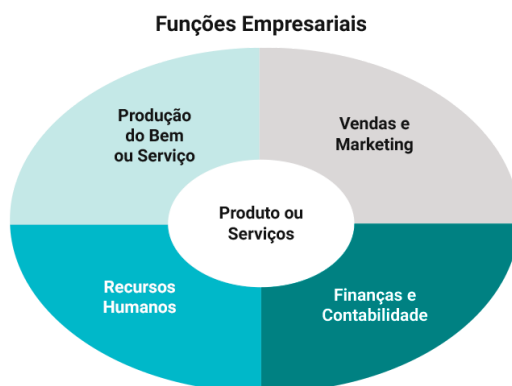 Funções Empresariais
Produção
do Bem
ou Serviço
Vendas e
Marketing
Produto ou
Serviços
Recursos
Humanos
Finanças e
Contabilidade